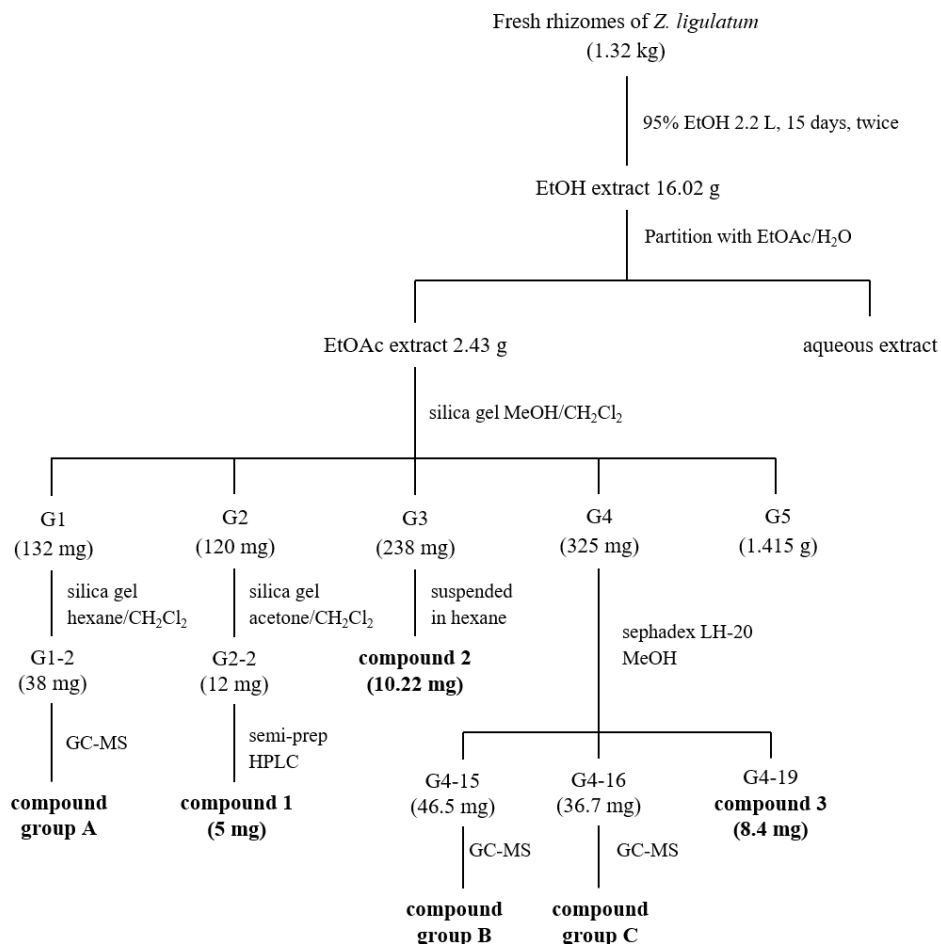 Fresh rhizomes of Z. ligulatum
(1.32 kg)
95% EtOH 2.2 L, 15 days, twice
EtOH extract 16.02 g
Partition with EtOAc/H₂O
EtOAc extract 2.43 g
aqueous extract
silica gel MeOH/CH₂Cl₂
G1
(132 mg)
G2
(120 mg)
G3
(238 mg)
G4
(325 mg)
G5
(1.415 g)
silica gel
hexane/CH₂Cl₂
silica gel
acetone/CH₂Cl₂
suspended
in hexane
sephadex LH-20
MeOH
G1-2
(38 mg)
G2-2
(12 mg)
compound 2
(10.22 mg)
GC-MS
semi-prep
HPLC
compound
group A
compound 1
(5 mg)
G4-15
(46.5 mg)
G4-16
(36.7 mg)
G4-19
compound 3
(8.4 mg)
GC-MS
GC-MS
compound
group B
compound
group C